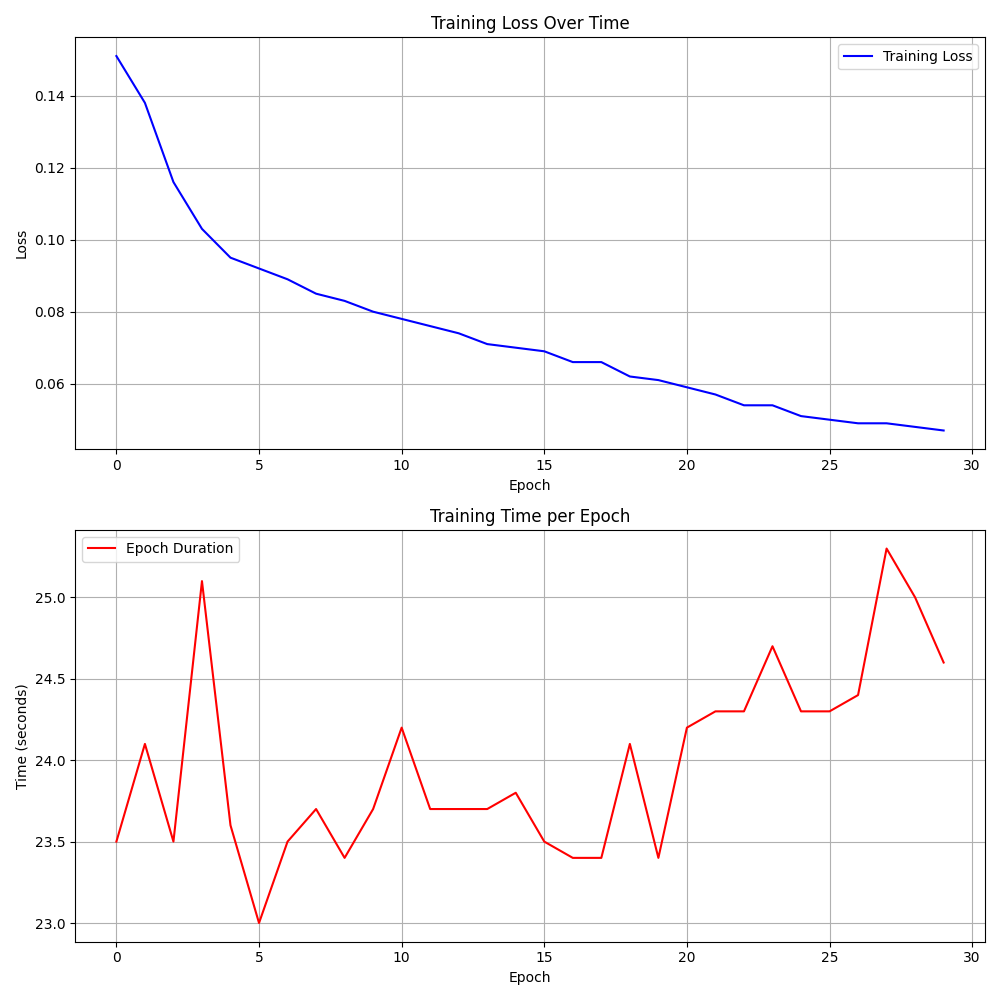 Training Loss Over Time
Training Loss
0.14
0.12
0.10
0.08
0.06
Loss
0 5 10 15 20 25 30
Epoch
Training Time per Epoch
Epoch Duration
25.0
24.5
24.0
23.5
23.0
Time (seconds)
0 5 10 15 20 25 30
Epoch